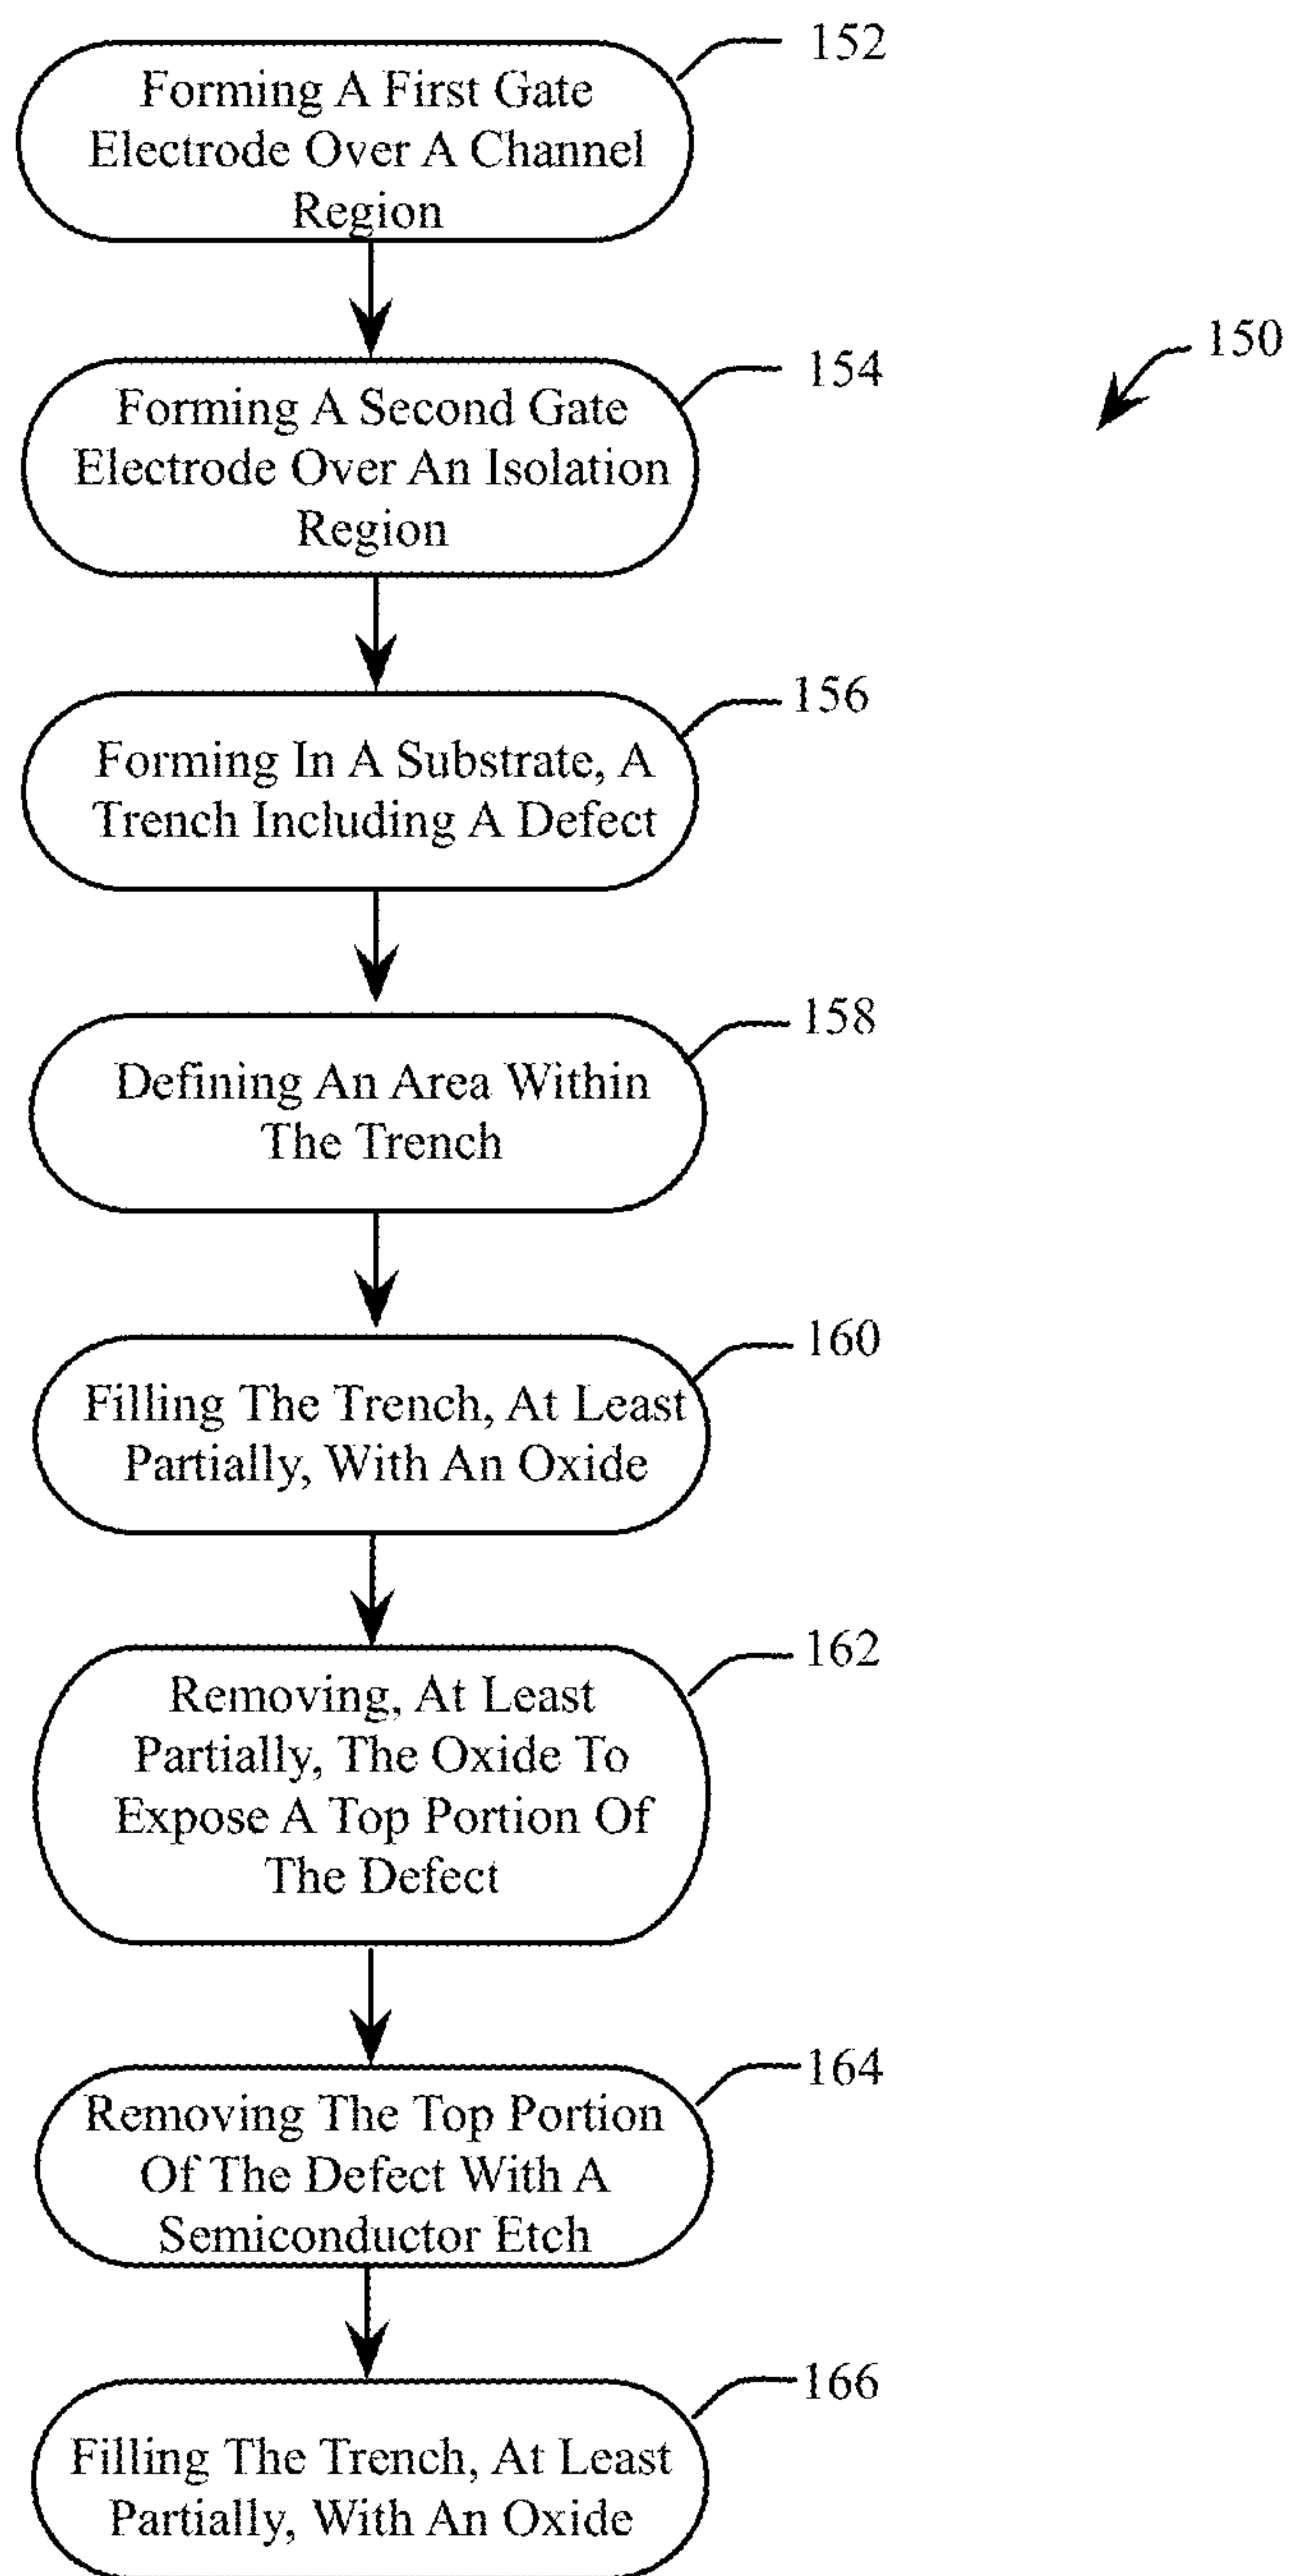 152
Forming A First Gate
Electrode Over A Channel
Region
150
154
Forming A Second Gate
Electrode Over An Isolation
Region
156
Forming In A Substrate, A
Trench Including A Defect
158
Defining An Area Within
The Trench
160
Filling The Trench, At Least
Partially, With An Oxide
162
Removing, At Least
Partially, The Oxide To
Expose A Top Portion Of
The Defect
164
Removing The Top Portion
Of The Defect With A
Semiconductor Etch
166
Filling The Trench, At Least
Partially, With An Oxide